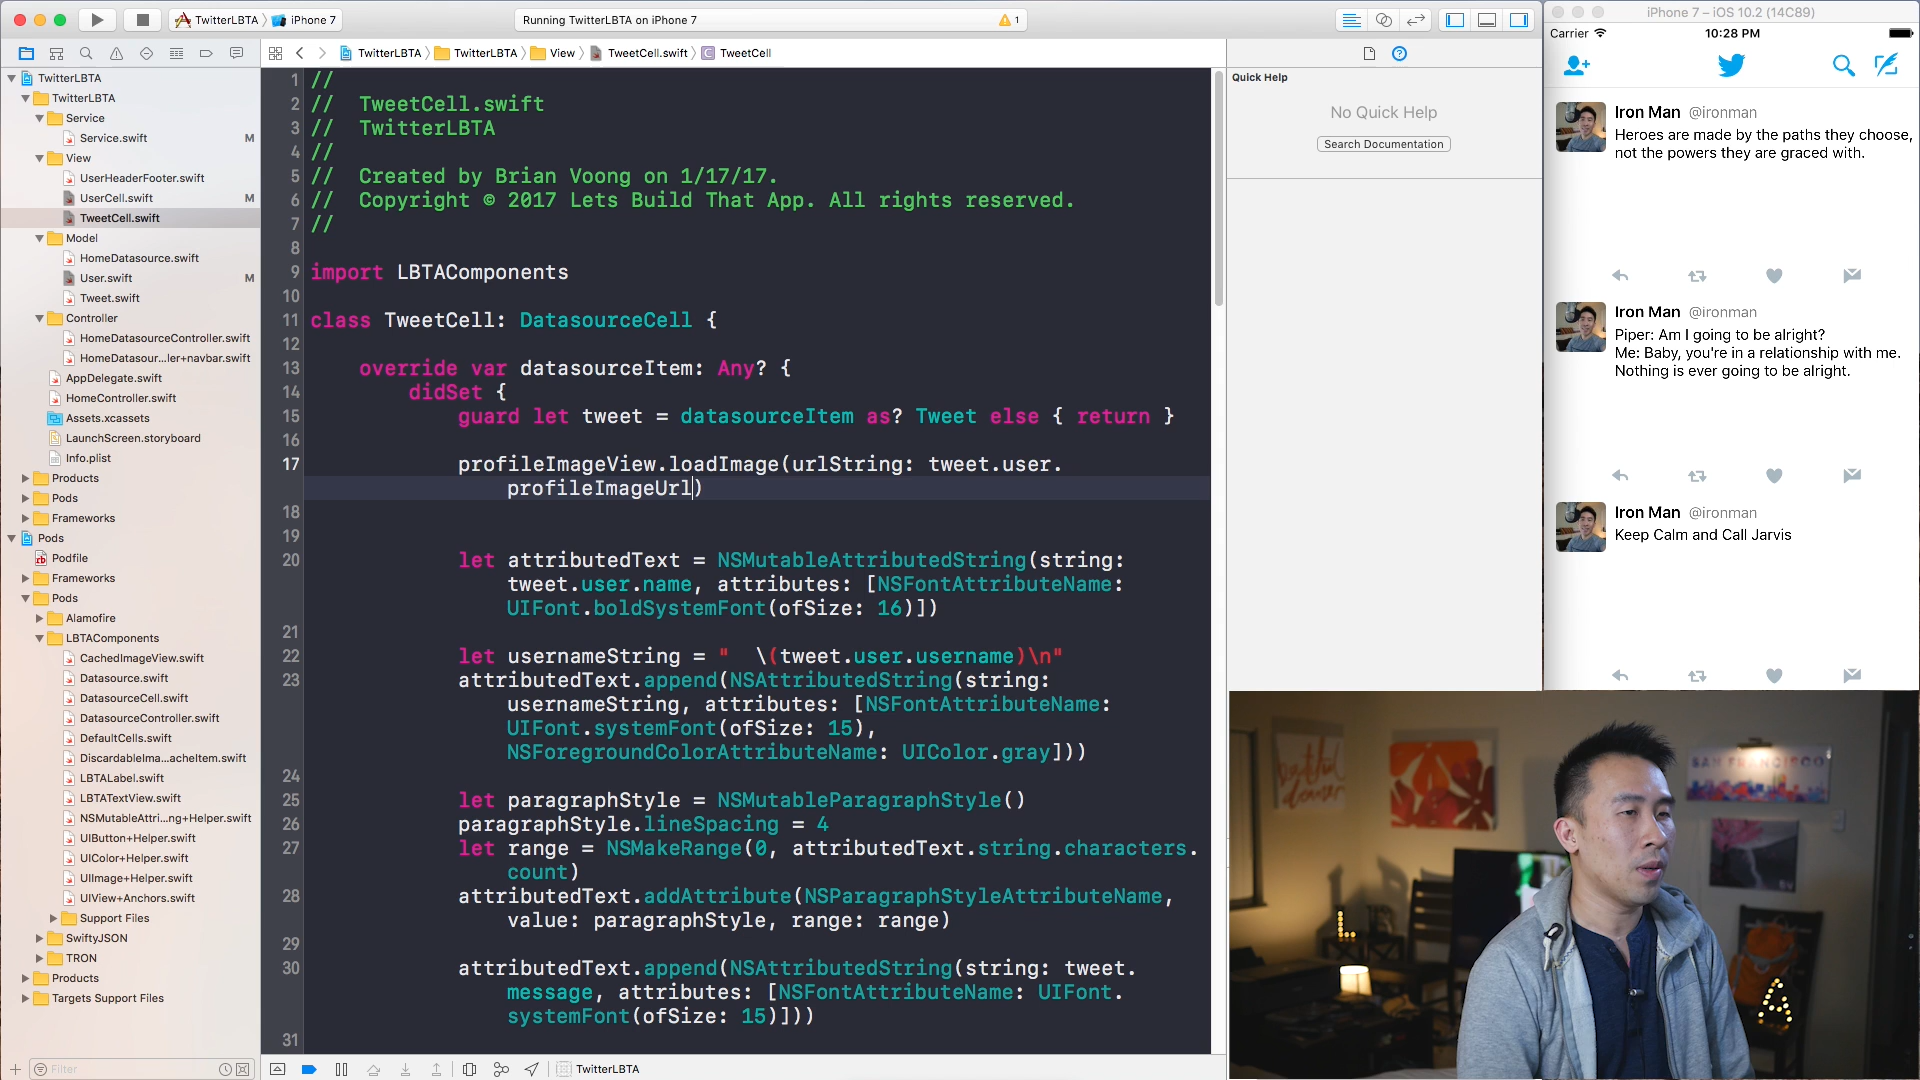 TwitterLBTA
iPhone 7
Running TwitterLBTA on iPhone 7
1
TwitterLBTA
TwitterLBTA
View
TweetCell.swift
TweetCell
TwitterLBTA
TwitterLBTA
Service
Service.swift M
View
UserHeaderFooter.swift
UserCell.swift M
TweetCell.swift
Model
HomeDatasource.swift
User.swift M
Tweet.swift
Controller
HomeDatasourceController.swift
HomeDatasour...ler+navbar.swift
AppDelegate.swift
HomeController.swift
Assets.xcassets
LaunchScreen.storyboard
Info.plist
Products
Pods
Frameworks
Pods
Podfile
Frameworks
Pods
Alamofire
LBTAComponents
CachedImageView.swift
Datasource.swift
DatasourceCell.swift
DatasourceController.swift
DefaultCells.swift
DiscardableIma...acheItem.swift
LBTALabel.swift
LBTATextView.swift
NSMutableAttri...ng+Helper.swift
UIButton+Helper.swift
UIColor+Helper.swift
UIImage+Helper.swift
UIView+Anchors.swift
Support Files
SwiftyJSON
TRON
Products
Targets Support Files
Filter
1 //
2 //  TweetCell.swift
3 //  TwitterLBTA
4 //
5 //  Created by Brian Voong on 1/17/17.
6 //  Copyright © 2017 Lets Build That App. All rights reserved.
7 //
8
9 import LBTAComponents
10
11 class TweetCell: DatasourceCell {
12
13 override var datasourceItem: Any? {
14 didSet {
15 guard let tweet = datasourceItem as? Tweet else { return }
16
17 profileImageView.loadImage(urlString: tweet.user.
profileImageUrl)
18
19
20 let attributedText = NSMutableAttributedString(string:
tweet.user.name, attributes: [NSFontAttributeName:
UIFont.boldSystemFont(ofSize: 16)])
21
22 let usernameString = "  \(tweet.user.username)\n"
23 attributedText.append(NSAttributedString(string:
usernameString, attributes: [NSFontAttributeName:
UIFont.systemFont(ofSize: 15),
NSForegroundColorAttributeName: UIColor.gray]))
24
25 let paragraphStyle = NSMutableParagraphStyle()
26 paragraphStyle.lineSpacing = 4
27 let range = NSMakeRange(0, attributedText.string.characters.
count)
28 attributedText.addAttribute(NSParagraphStyleAttributeName,
value: paragraphStyle, range: range)
29
30 attributedText.append(NSAttributedString(string: tweet.
message, attributes: [NSFontAttributeName: UIFont.
systemFont(ofSize: 15)]))
31
TwitterLBTA
Quick Help
No Quick Help
Search Documentation
iPhone 7 – iOS 10.2 (14C89)
Carrier 10:28 PM
Iron Man @ironman
Heroes are made by the paths they choose,
not the powers they are graced with.
Iron Man @ironman
Piper: Am I going to be alright?
Me: Baby, you're in a relationship with me.
Nothing is ever going to be alright.
Iron Man @ironman
Keep Calm and Call Jarvis
SAN FRANCISCO
L
A